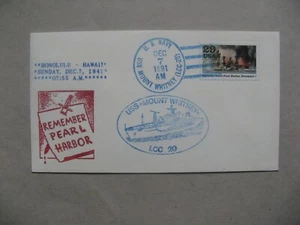 HONOLULU - HAWAII
SUNDAY, DEC. 7, 1941
07:55 A.M.
U. S. NAVY
DEC
7
1991
AM
USS MOUNT WHITNEY (LCC 20)
29
REMEMBER
PEARL
HARBOR
USS MOUNT WHITNEY
LCC 20